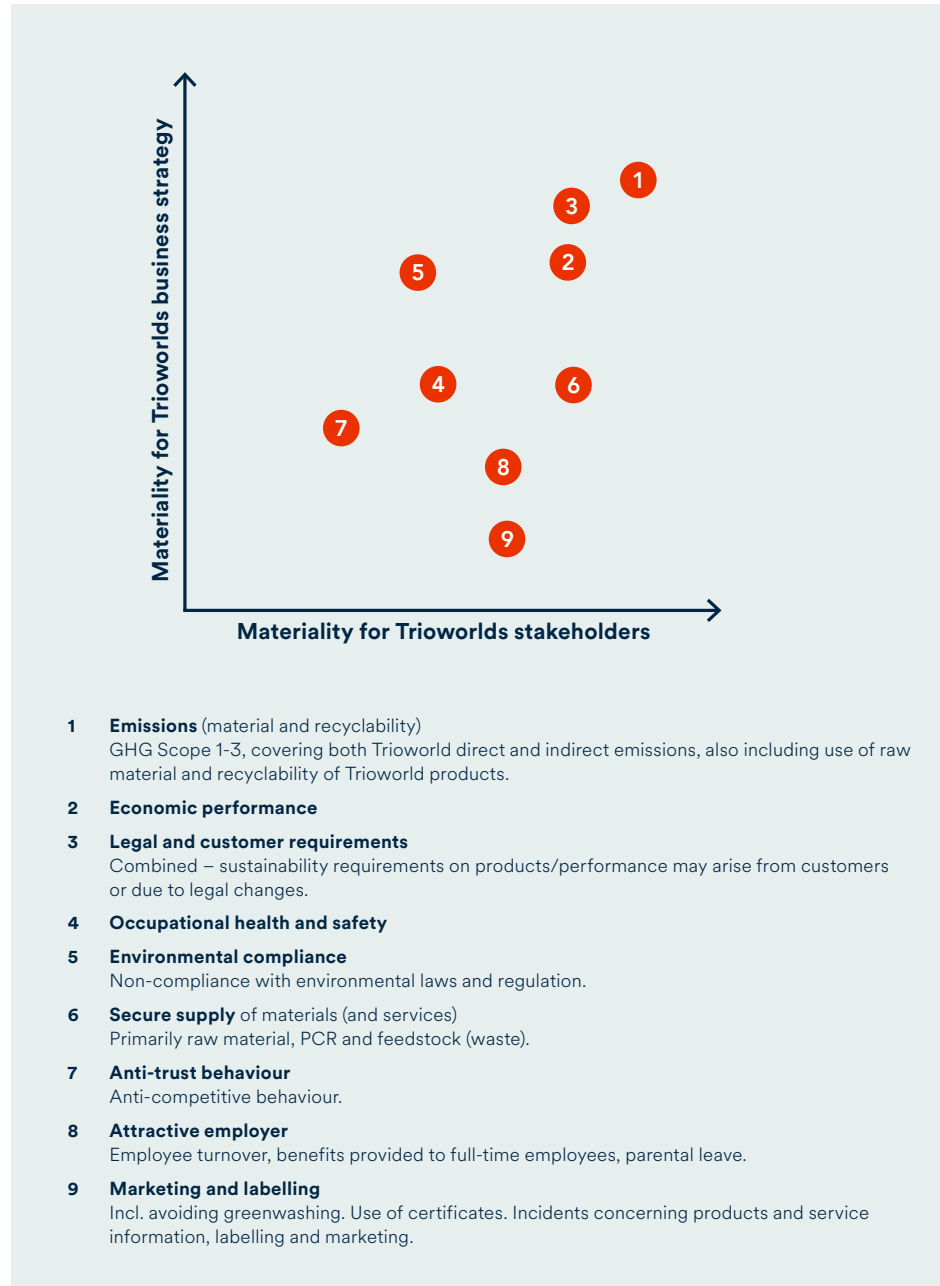 Materiality for Trioworlds business strategy
1
3
2
5
4
6
7
8
9
Materiality for Trioworlds stakeholders
1 Emissions (material and recyclability)
GHG Scope 1-3, covering both Trioworld direct and indirect emissions, also including use of raw
material and recyclability of Trioworld products.
2 Economic performance
3 Legal and customer requirements
Combined – sustainability requirements on products/performance may arise from customers
or due to legal changes.
4 Occupational health and safety
5 Environmental compliance
Non-compliance with environmental laws and regulation.
6 Secure supply of materials (and services)
Primarily raw material, PCR and feedstock (waste).
7 Anti-trust behaviour
Anti-competitive behaviour.
8 Attractive employer
Employee turnover, benefits provided to full-time employees, parental leave.
9 Marketing and labelling
Incl. avoiding greenwashing. Use of certificates. Incidents concerning products and service
information, labelling and marketing.